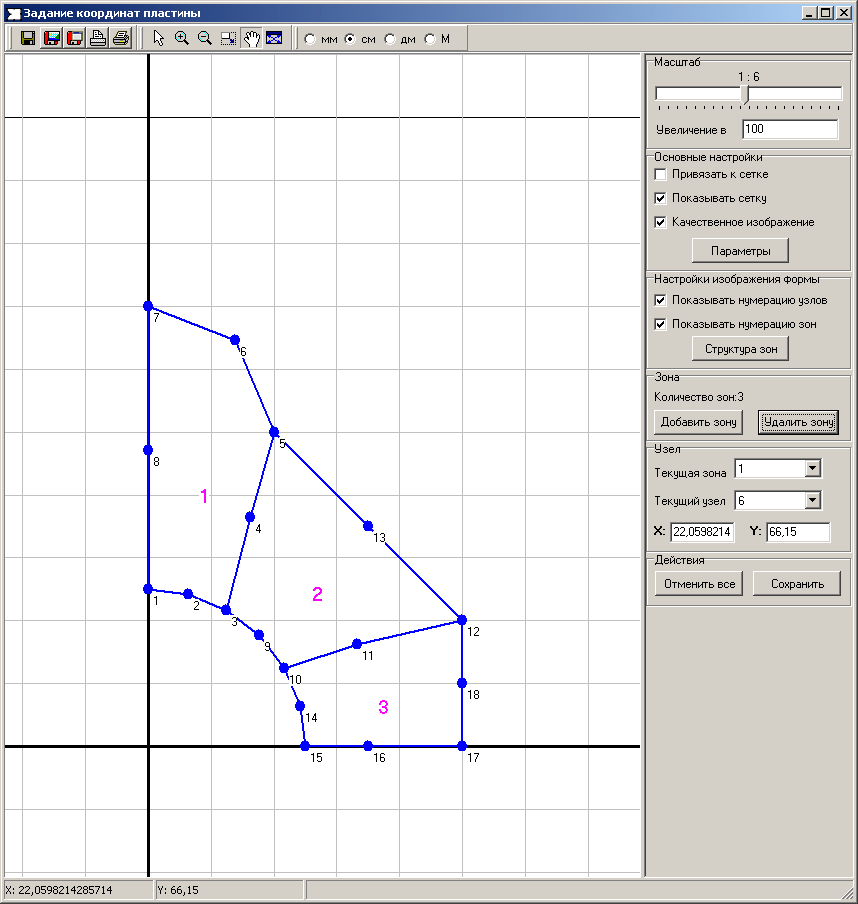 Задание координат пластины
мм см дм М
Масштаб
1 : 6
Увеличение в 100
Основные настройки
Привязать к сетке
Показывать сетку
Качественное изображение
Параметры
Настройки изображения формы
Показывать нумерацию узлов
Показывать нумерацию зон
Структура зон
Зона
Количество зон:3
Добавить зону Удалить зону
Узел
Текущая зона 1
Текущий узел 6
X: 22,0598214 Y: 66,15
Действия
Отменить все Сохранить
7
6
5
8
1
4
13
2
1
2
3
9
12
11
10
18
3
14
15
16
17
X: 22,0598214285714 Y: 66,15